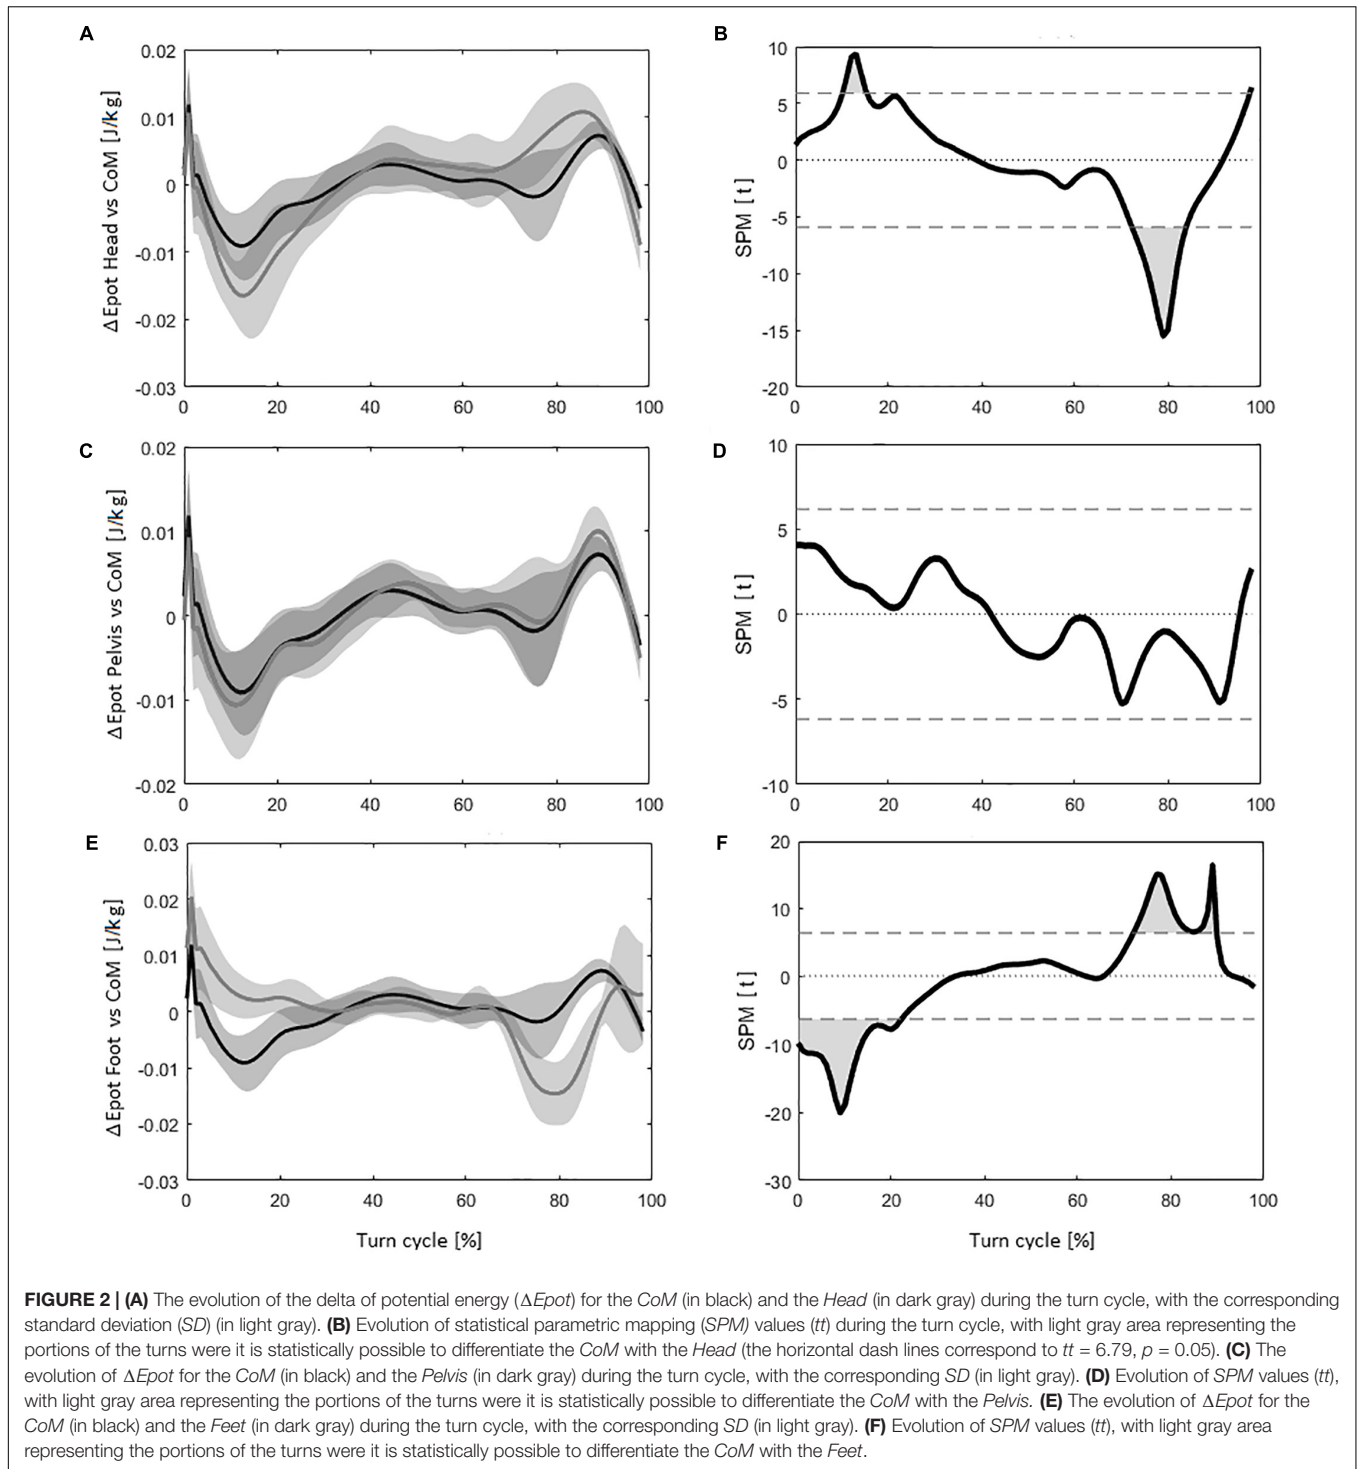 A
B
0.02
0.01
0
-0.01
-0.02
-0.03
ΔEpot Head vs CoM [J/kg]
0 20 40 60 80 100
10
5
0
-5
-10
-15
-20
SPM [t]
0 20 40 60 80 100
C
D
0.02
0.01
0
-0.01
-0.02
ΔEpot Pelvis vs CoM [J/kg]
0 20 40 60 80 100
10
5
0
-5
-10
SPM [t]
0 20 40 60 80 100
E
F
0.03
0.02
0.01
0
-0.01
-0.02
-0.03
ΔEpot Foot vs CoM [J/kg]
0 20 40 60 80 100
Turn cycle [%]
20
10
0
-10
-20
-30
SPM [t]
0 20 40 60 80 100
Turn cycle [%]
FIGURE 2 | (A) The evolution of the delta of potential energy (ΔEpot) for the CoM (in black) and the Head (in dark gray) during the turn cycle, with the corresponding
standard deviation (SD) (in light gray). (B) Evolution of statistical parametric mapping (SPM) values (tt) during the turn cycle, with light gray area representing the
portions of the turns were it is statistically possible to differentiate the CoM with the Head (the horizontal dash lines correspond to tt = 6.79, p = 0.05). (C) The
evolution of ΔEpot for the CoM (in black) and the Pelvis (in dark gray) during the turn cycle, with the corresponding SD (in light gray). (D) Evolution of SPM values (tt),
with light gray area representing the portions of the turns were it is statistically possible to differentiate the CoM with the Pelvis. (E) The evolution of ΔEpot for the
CoM (in black) and the Feet (in dark gray) during the turn cycle, with the corresponding SD (in light gray). (F) Evolution of SPM values (tt), with light gray area
representing the portions of the turns were it is statistically possible to differentiate the CoM with the Feet.